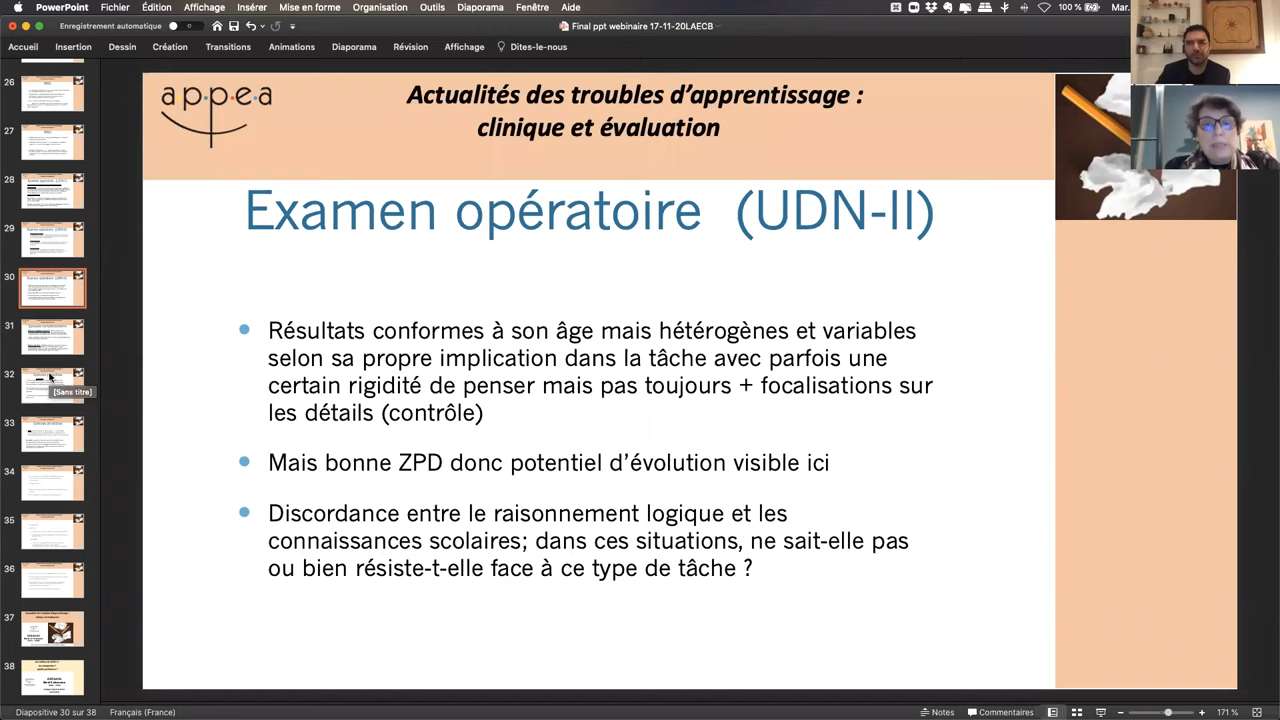 PowerPoint Fichier Édition Affichage Insertion Format Mise en forme Organisation Outils Diaporama Fenêtre Aide 100 % Mar.
Enregistrement automatique Final ppt webinaire 17-11-20LAECB
Accueil Insertion Dessin Création Transitions Animations Diaporama Révision Affichage Dites-le-nous
appea
Actualités des troubles d'apprentissage :
clinique et évaluation
Examen opératoire (UDN-I)
Résultats conformes à son âge mais hétérogènes et variables
selon sa propre implication dans la tâche avec parfois une
certain rigidité de penser mais pas toujours + focalisations sur
les détails (contrôle)
Mais bonne ZPD donc potentiel d'évolution visible ici
Discordance entre le raisonnement logique et les
connaissances scolaires; dans ces situations, ne sait-elle pas
ou bien résiste-t-elle face à ce type de tâche ?
26
27
28
29
30
31
32
[Sans titre]
33
34
35
36
37
38
Diapositive 30 sur 38 Français (France) Notes Commentaires 171 %